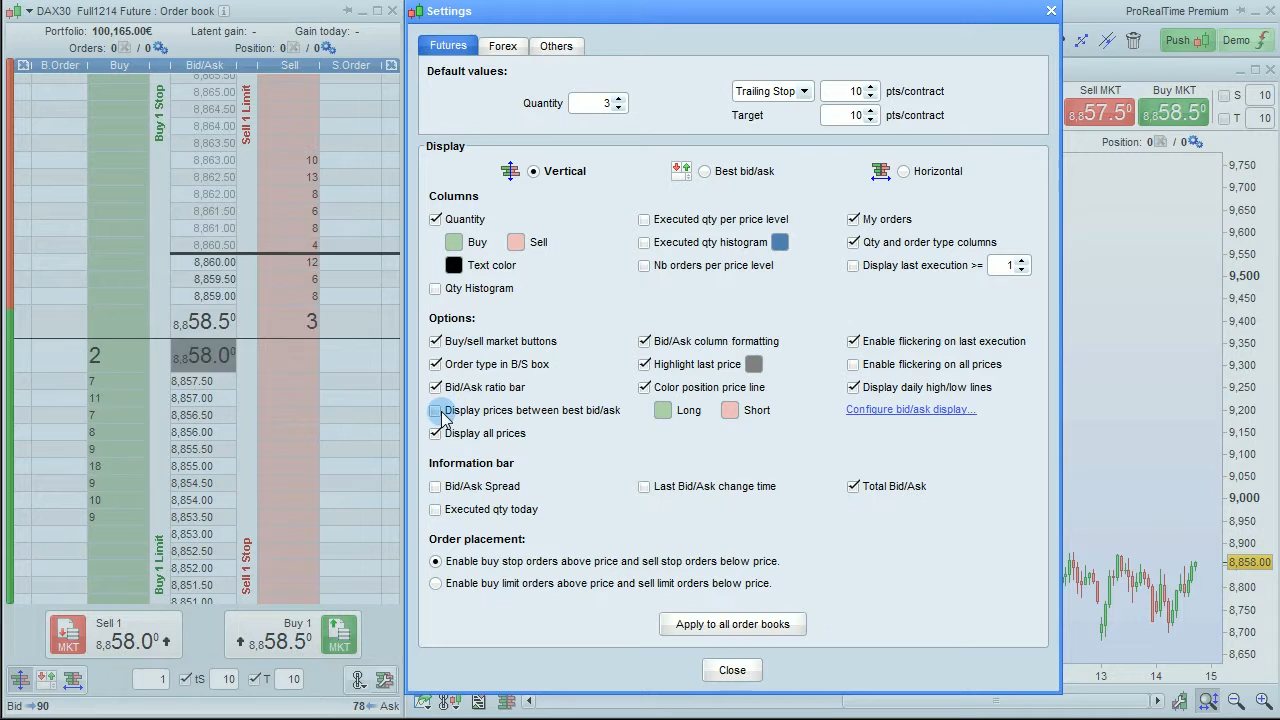 DAX30 Full1214 Future : Order book
Portfolio: 100,165.00€ Latent gain: - Gain today: -
Orders: 0 / 0 Position: 0 / 0
B.Order Buy Bid/Ask Sell S.Order
Buy 1 Stop
Sell 1 Limit
8,865.50
8,865.00
8,864.50
8,864.00
8,863.50
8,863.00 10
8,862.50 13
8,862.00 8
8,861.50 6
8,861.00 8
8,860.50 4
8,860.00 12
8,859.50 6
8,859.00 8
8,858.5⁰ 3
2 8,858.0⁰
7 8,857.50
11 8,857.00
7 8,856.50
8 8,856.00
9 8,855.50
18 8,855.00
9 8,854.50
10 8,854.00
9 8,853.50
8,853.00
8,852.50
8,852.00
8,851.50
8,851.00
Buy 1 Limit
Sell 1 Stop
MKT Sell 1 8,858.0⁰
Buy 1 8,858.5⁰ MKT
1 tS 10 T 10
Bid 90 78 Ask
Settings
Futures Forex Others
Default values:
Quantity 3
Trailing Stop 10 pts/contract
Target 10 pts/contract
Display
Vertical Best bid/ask Horizontal
Columns
Quantity Executed qty per price level My orders
Buy Sell Executed qty histogram Qty and order type columns
Text color Nb orders per price level Display last execution >= 1
Qty Histogram
Options:
Buy/sell market buttons Bid/Ask column formatting Enable flickering on last execution
Order type in B/S box Highlight last price Enable flickering on all prices
Bid/Ask ratio bar Color position price line Display daily high/low lines
Display prices between best bid/ask Long Short Configure bid/ask display...
Display all prices
Information bar
Bid/Ask Spread Last Bid/Ask change time Total Bid/Ask
Executed qty today
Order placement:
Enable buy stop orders above price and sell stop orders below price.
Enable buy limit orders above price and sell limit orders below price.
Apply to all order books
Close
ProRealTime Premium
Push Demo
Sell MKT Buy MKT
8,857.5⁰ 8,858.5⁰
S 10
T 10
Position: 0 / 0
9,750
9,700
9,650
9,600
9,550
9,500
9,450
9,400
9,350
9,300
9,250
9,200
9,150
9,100
9,050
9,000
8,950
8,900
8,858.00
8,800
8,750
8,700
8,650
13 14 15